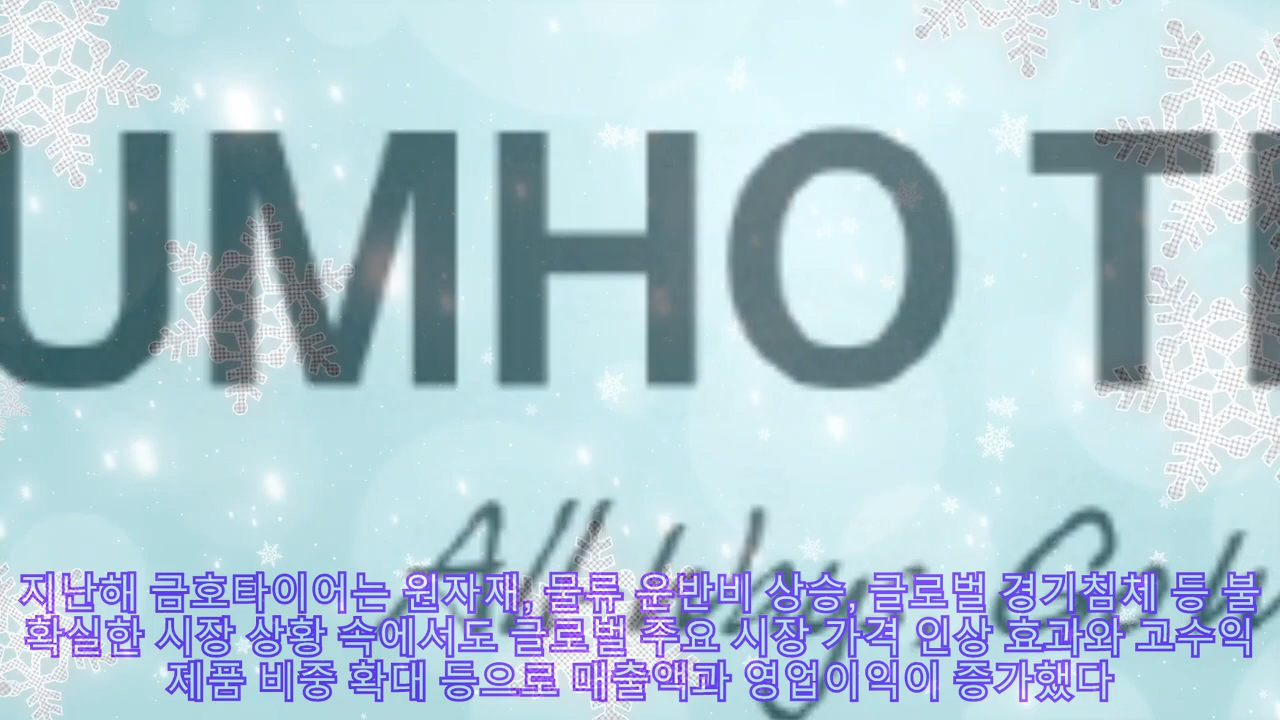 UMHO T
All
지난해 금호타이어는 원자재, 물류 운반비 상승, 글로벌 경기침체 등 불
확실한 시장 상황 속에서도 글로벌 주요 시장 가격 인상 효과와 고수익
제품 비중 확대 등으로 매출액과 영업이익이 증가했다